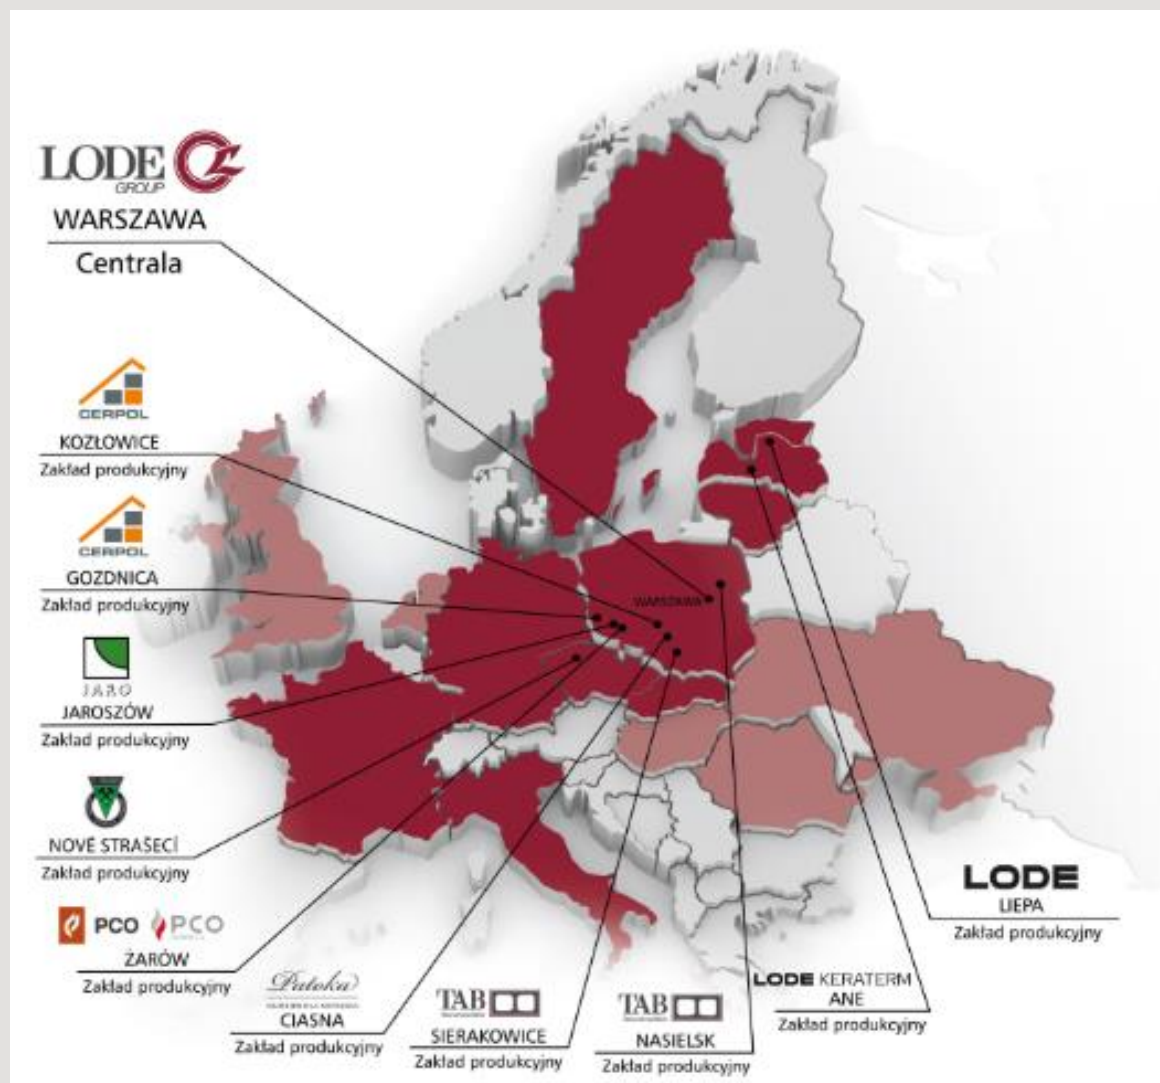 LODE
GROUP
WARSZAWA
Centrala
CERPOL
KOZŁOWICE
Zakład produkcyjny
CERPOL
GOZDNICA
Zakład produkcyjny
JARO
JAROSZÓW
Zakład produkcyjny
NOVÉ STRAŠECÍ
Zakład produkcyjny
PCO PCO
ŻARÓW
Zakład produkcyjny
Patoka
CIASNA
Zakład produkcyjny
TAB
SIERAKOWICE
Zakład produkcyjny
TAB
NASIELSK
Zakład produkcyjny
LODE KERATERM
ANE
Zakład produkcyjny
LODE
LIEPA
Zakład produkcyjny
WARSZAWA